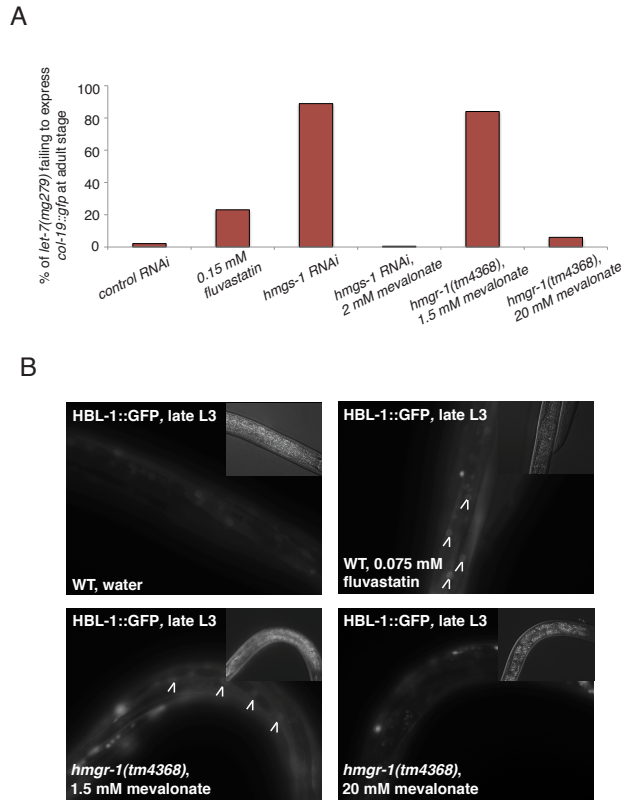 A
% of let-7(mg279) failing to express
col-19::gfp at adult stage
100
80
60
40
20
0
control RNAi
0.15 mM
fluvastatin
hmgs-1 RNAi
hmgs-1 RNAi,
2 mM mevalonate
hmgr-1(tm4368),
1.5 mM mevalonate
hmgr-1(tm4368),
20 mM mevalonate
B
HBL-1::GFP, late L3
WT, water
HBL-1::GFP, late L3
WT, 0.075 mM
fluvastatin
HBL-1::GFP, late L3
hmgr-1(tm4368),
1.5 mM mevalonate
HBL-1::GFP, late L3
hmgr-1(tm4368),
20 mM mevalonate